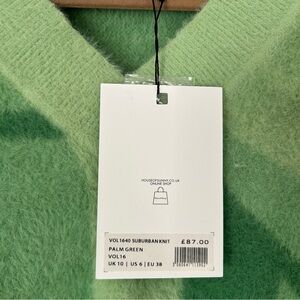 HOUSEOFSUNNY.CO.UK
ONLINE SHOP
VOL1640 SUBURBAN KNIT
£87.00
PALM GREEN
VOL16
UK 10 | US 6 | EU 38